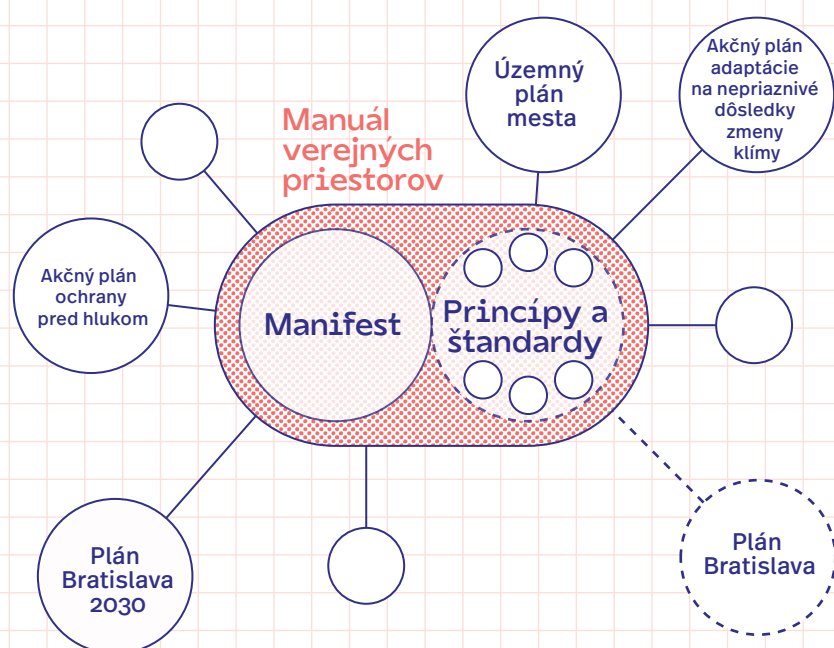 Manuál
verejných
priestorov
Územný
plán
mesta
Akčný plán
adaptácie
na nepriaznivé
dôsledky
zmeny
klímy
Akčný plán
ochrany
pred hlukom
Manifest
Princípy a
štandardy
Plán
Bratislava
2030
Plán
Bratislava